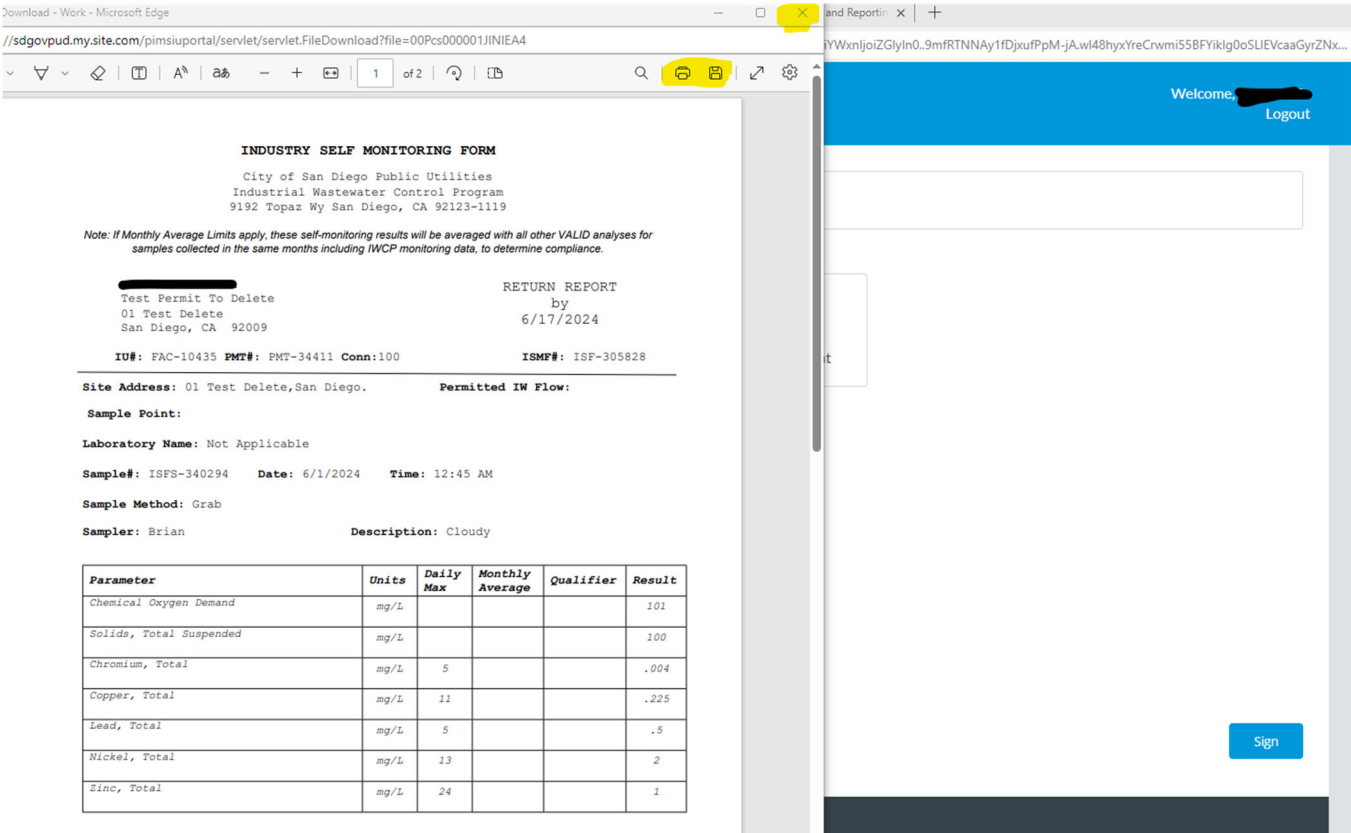 Download - Work - Microsoft Edge
and Reportin
//sdgovpud.my.site.com/pimsiuportal/servlet/servlet.FileDownload?file=00Pcs000001JINIEA4
1 of 2
Welcome,
Logout
INDUSTRY SELF MONITORING FORM
City of San Diego Public Utilities
Industrial Wastewater Control Program
9192 Topaz Wy San Diego, CA 92123-1119
Note: If Monthly Average Limits apply, these self-monitoring results will be averaged with all other VALID analyses for
samples collected in the same months including IWCP monitoring data, to determine compliance.
Test Permit To Delete
01 Test Delete
San Diego, CA 92009
RETURN REPORT
by
6/17/2024
IU#: FAC-10435 PMT#: PMT-34411 Conn:100 ISMF#: ISF-305828
Site Address: 01 Test Delete,San Diego. Permitted IW Flow:
Sample Point:
Laboratory Name: Not Applicable
Sample#: ISFS-340294 Date: 6/1/2024 Time: 12:45 AM
Sample Method: Grab
Sampler: Brian Description: Cloudy
Parameter Units Daily Max Monthly Average Qualifier Result
Chemical Oxygen Demand mg/L 101
Solids, Total Suspended mg/L 100
Chromium, Total mg/L 5 .004
Copper, Total mg/L 11 .225
Lead, Total mg/L 5 .5
Nickel, Total mg/L 13 2
Zinc, Total mg/L 24 1
Sign